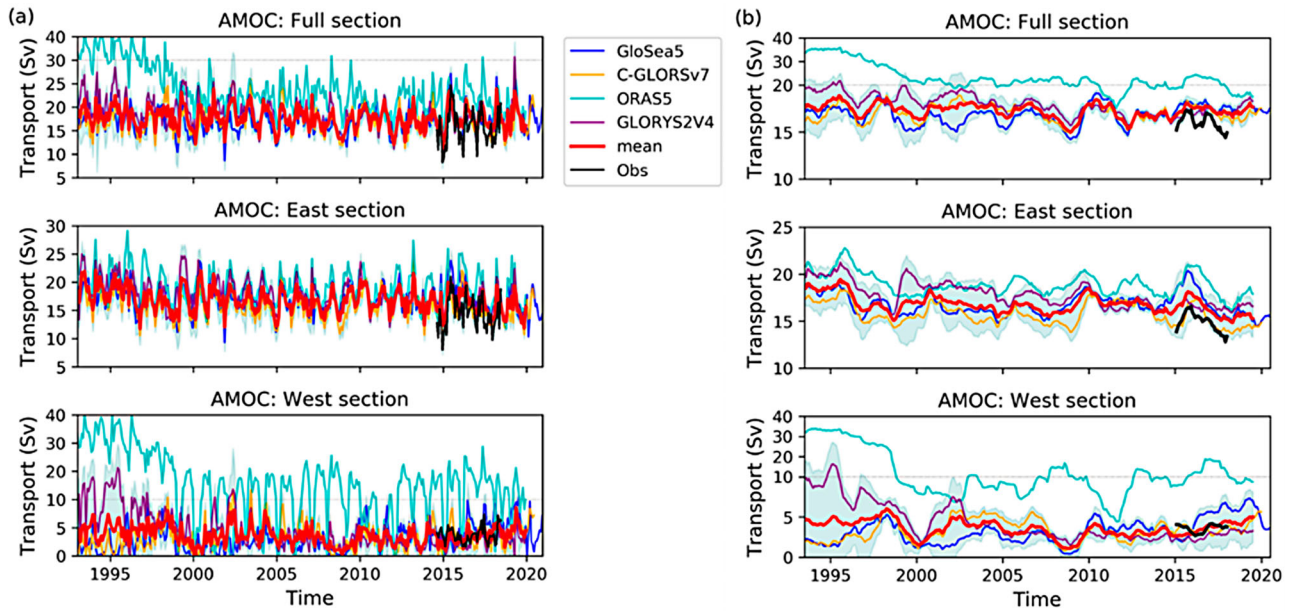 (a)
AMOC: Full section
Transport (Sv)
40
30
20
15
10
5
GloSea5
C-GLORSv7
ORAS5
GLORYS2V4
mean
Obs
AMOC: East section
Transport (Sv)
30
25
20
15
10
5
AMOC: West section
Transport (Sv)
40
30
20
10
5
0
1995 2000 2005 2010 2015 2020
Time
(b)
AMOC: Full section
Transport (Sv)
40
30
20
15
10
AMOC: East section
Transport (Sv)
25
20
15
10
AMOC: West section
Transport (Sv)
40
30
20
10
5
0
1995 2000 2005 2010 2015 2020
Time